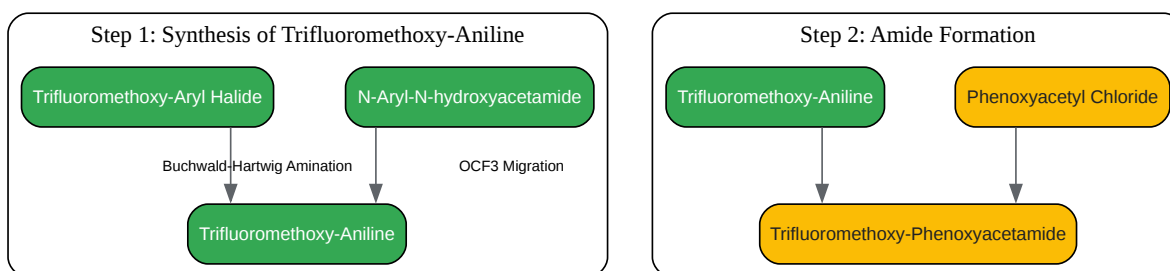 Step 1: Synthesis of Trifluoromethoxy-Aniline
Trifluoromethoxy-Aryl Halide
N-Aryl-N-hydroxyacetamide
Buchwald-Hartwig Amination
OCF3 Migration
Trifluoromethoxy-Aniline
Step 2: Amide Formation
Trifluoromethoxy-Aniline
Phenoxyacetyl Chloride
Trifluoromethoxy-Phenoxyacetamide